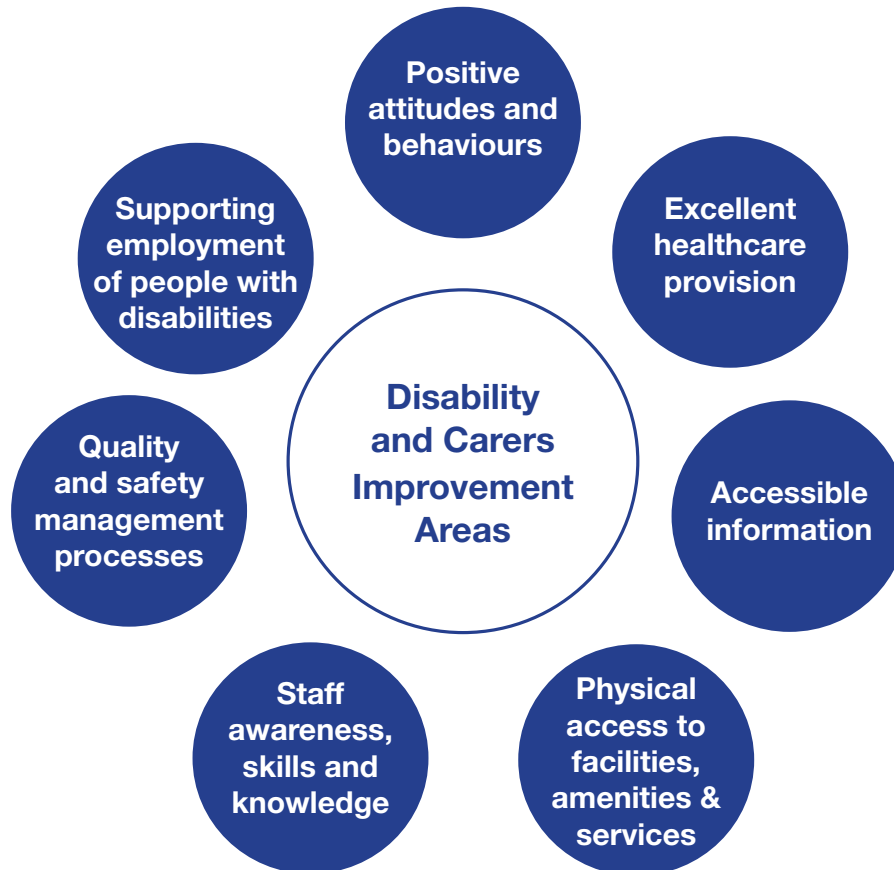 Positive
attitudes and
behaviours
Excellent
healthcare
provision
Accessible
information
Physical
access to
facilities,
amenities &
services
Staff
awareness,
skills and
knowledge
Quality
and safety
management
processes
Supporting
employment
of people with
disabilities
Disability
and Carers
Improvement
Areas